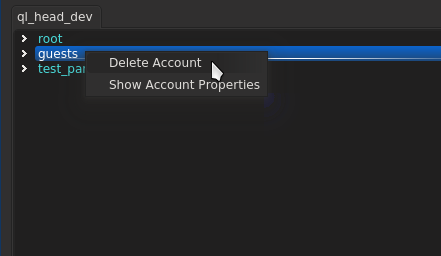 ql_head_dev
root
guests
Delete Account
Show Account Properties